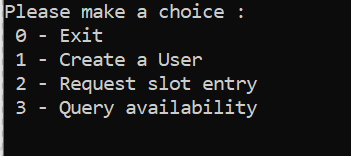 Please make a choice :
0 - Exit
1 - Create a User
2 - Request slot entry
3 - Query availability